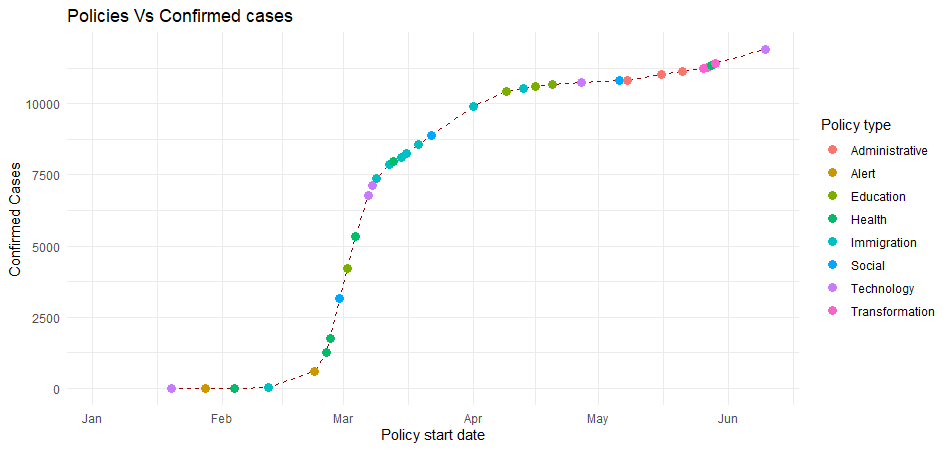 Policies Vs Confirmed cases
Confirmed Cases
10000
7500
5000
2500
0
Jan Feb Mar Apr May Jun
Policy start date
Policy type
Administrative
Alert
Education
Health
Immigration
Social
Technology
Transformation